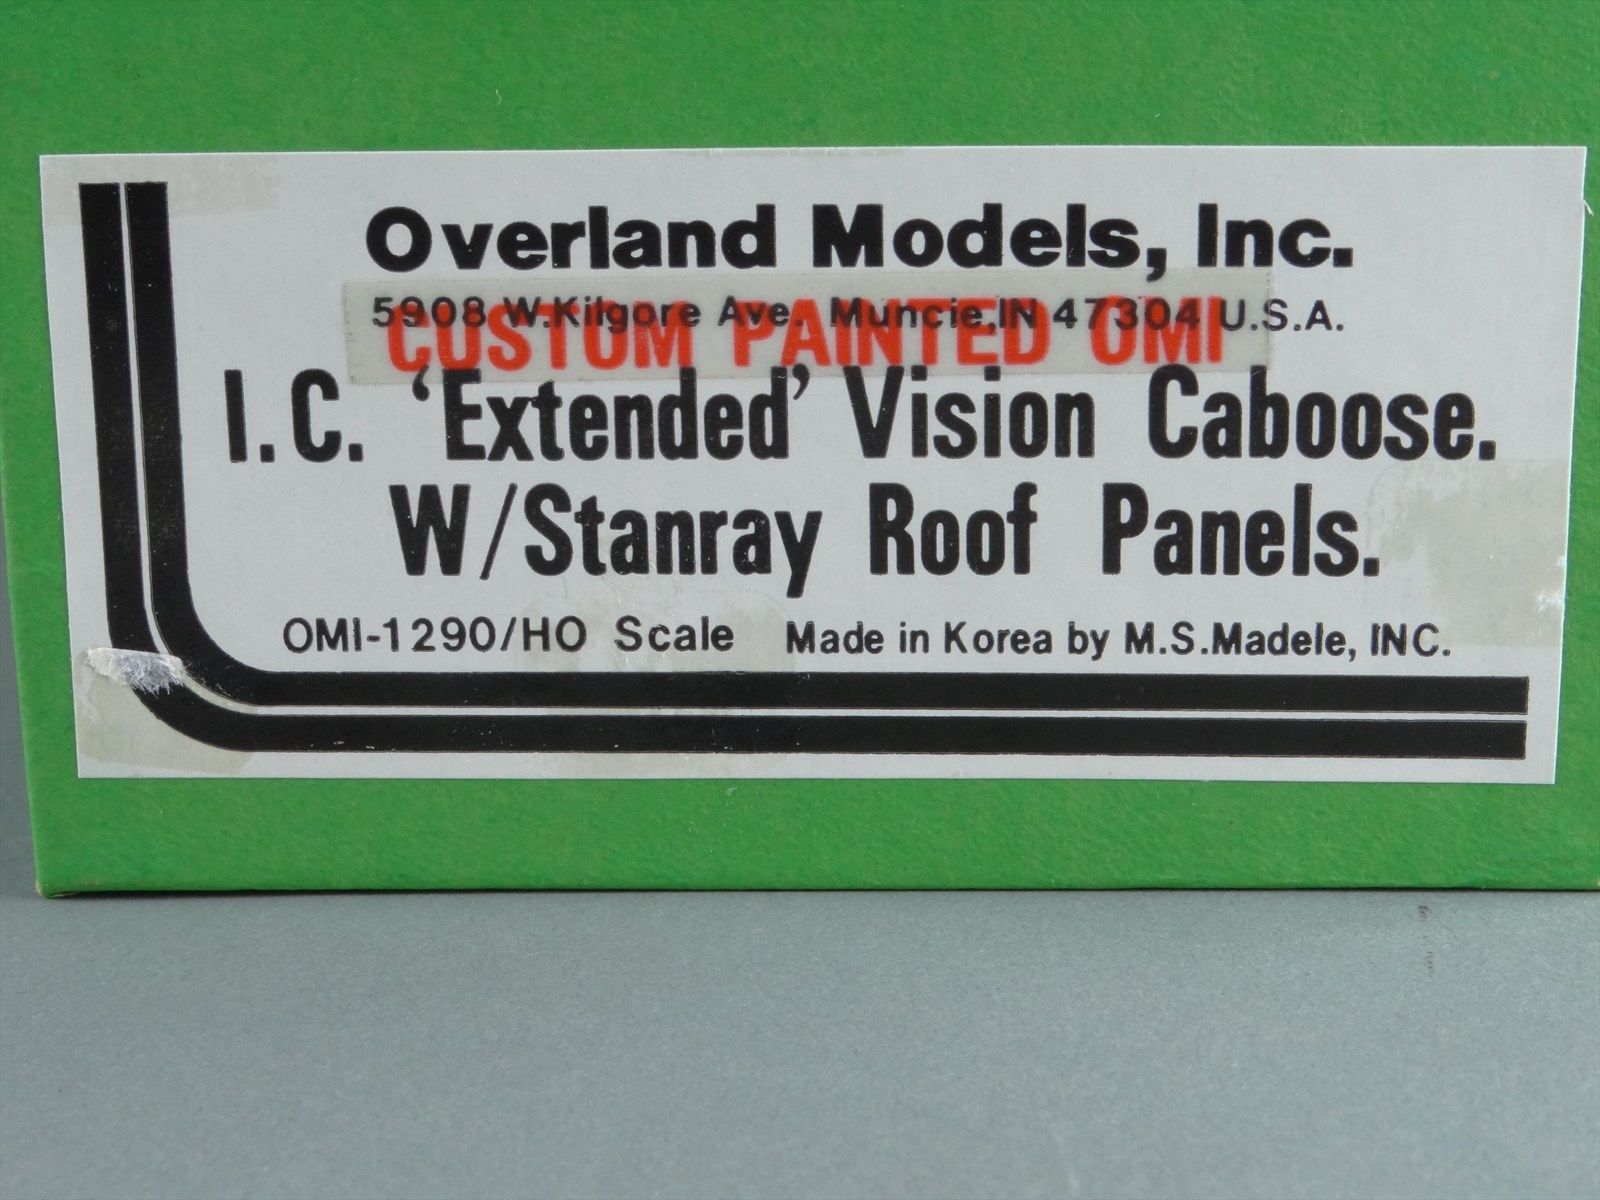 Overland Models, Inc.
5908 W.Kilgore Ave. Muncie,IN 47304 U.S.A.
CUSTOM PAINTED OMI
I.C. ‘Extended’ Vision Caboose.
W/Stanray Roof Panels.
OMI-1290/HO Scale Made in Korea by M.S.Madele, INC.